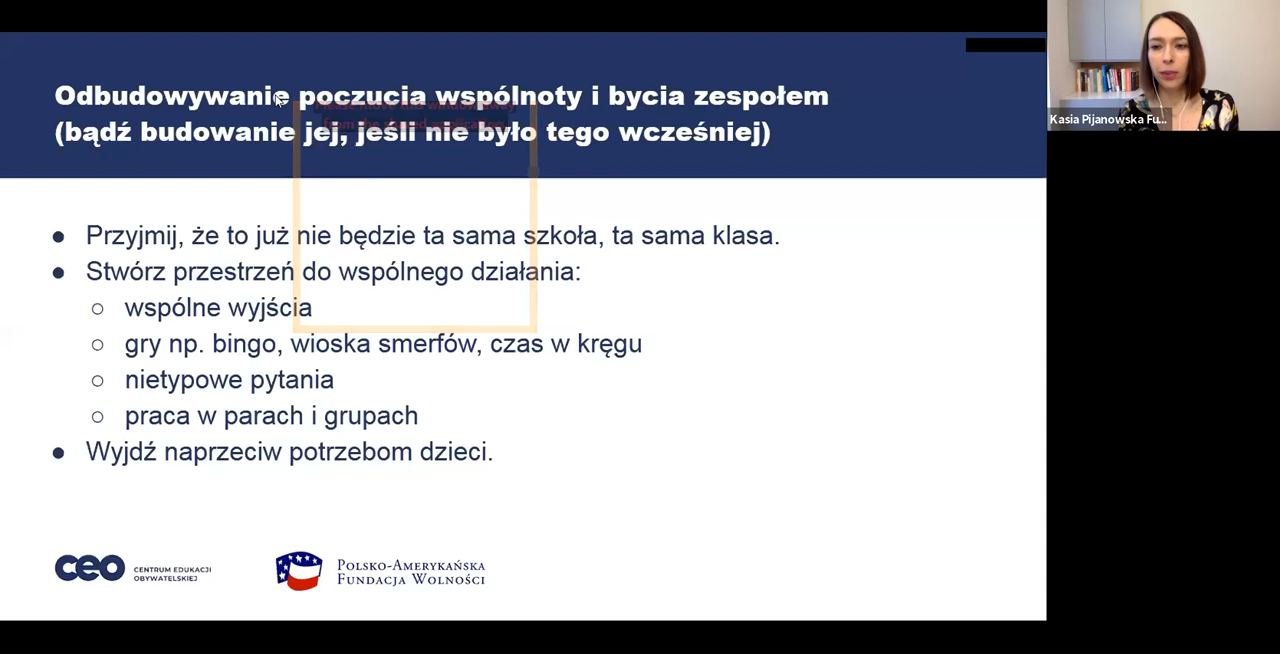 Odbudowywanie poczucia wspólnoty i bycia zespołem
(bądź budowanie jej, jeśli nie było tego wcześniej)
Kasia Pijanowska Fu...
● Przyjmij, że to już nie będzie ta sama szkoła, ta sama klasa.
● Stwórz przestrzeń do wspólnego działania:
○ wspólne wyjścia
○ gry np. bingo, wioska smerfów, czas w kręgu
○ nietypowe pytania
○ praca w parach i grupach
● Wyjdź naprzeciw potrzebom dzieci.
ceo CENTRUM EDUKACJI
OBYWATELSKIEJ
POLSKO-AMERYKAŃSKA
FUNDACJA WOLNOŚCI